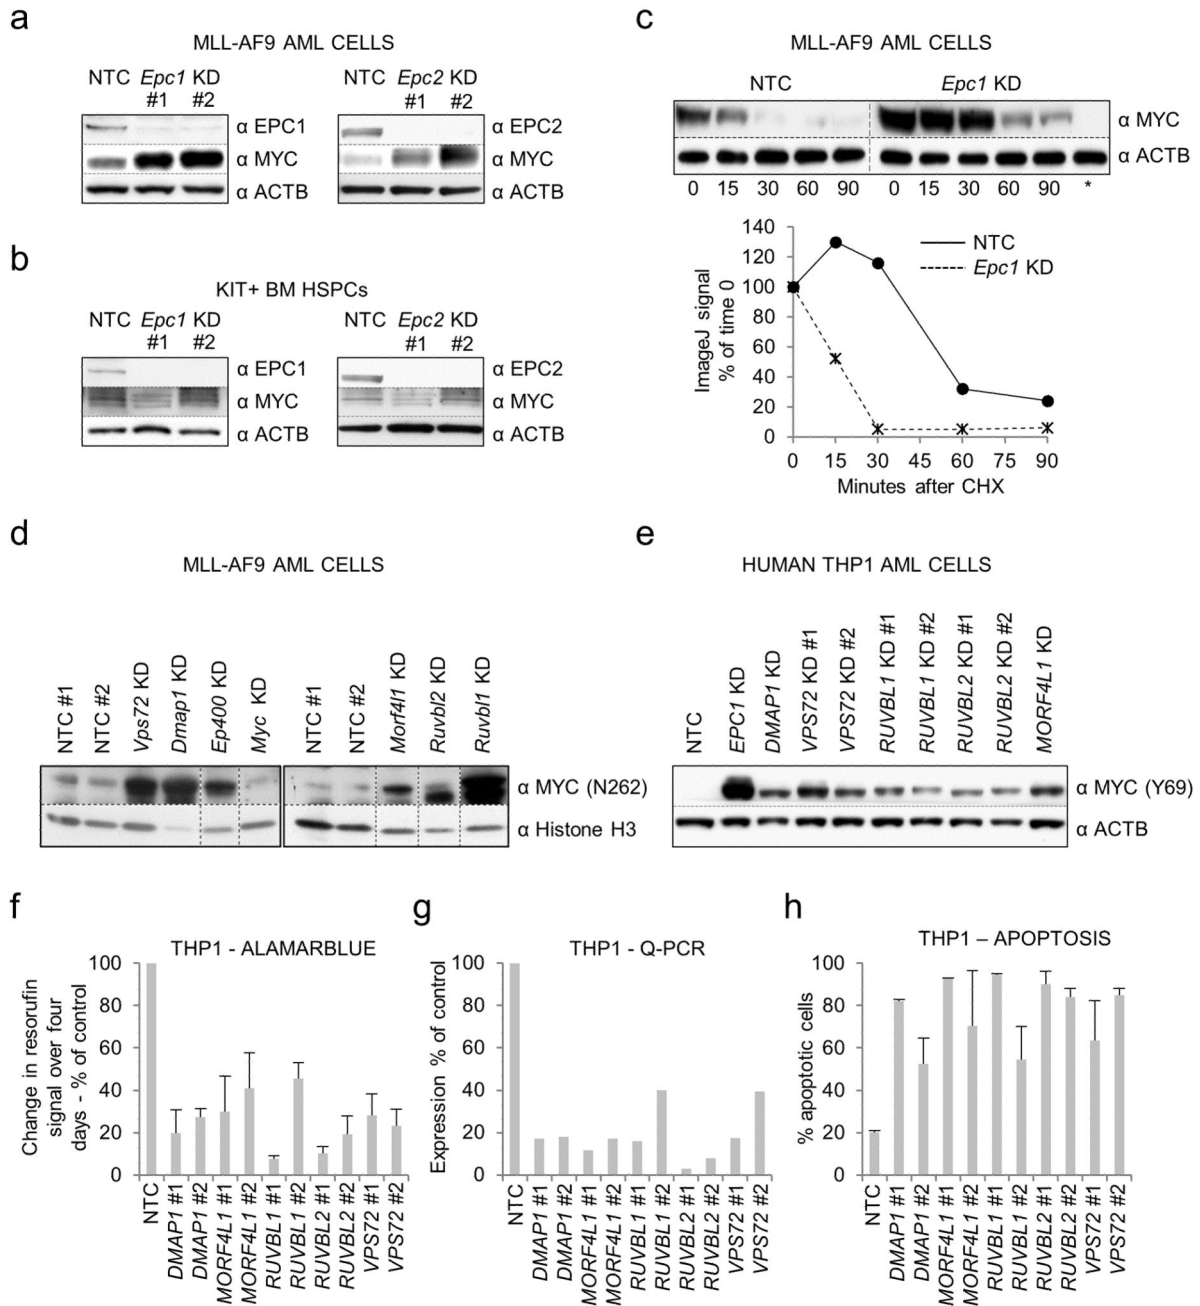 a
MLL-AF9 AML CELLS
NTC Epc1 KD
#1 #2
α EPC1
α MYC
α ACTB
NTC Epc2 KD
#1 #2
α EPC2
α MYC
α ACTB
b
KIT+ BM HSPCs
NTC Epc1 KD
#1 #2
α EPC1
α MYC
α ACTB
NTC Epc2 KD
#1 #2
α EPC2
α MYC
α ACTB
c
MLL-AF9 AML CELLS
NTC Epc1 KD
α MYC
α ACTB
0 15 30 60 90 0 15 30 60 90 *
ImageJ signal
% of time 0
140
120
100
80
60
40
20
0
NTC
Epc1 KD
0 15 30 45 60 75 90
Minutes after CHX
d
MLL-AF9 AML CELLS
NTC #1
NTC #2
Vps72 KD
Dmap1 KD
Ep400 KD
Myc KD
NTC #1
NTC #2
Morf4l1 KD
Ruvbl2 KD
Ruvbl1 KD
α MYC (N262)
α Histone H3
e
HUMAN THP1 AML CELLS
NTC
EPC1 KD
DMAP1 KD
VPS72 KD #1
VPS72 KD #2
RUVBL1 KD #1
RUVBL1 KD #2
RUVBL2 KD #1
RUVBL2 KD #2
MORF4L1 KD
α MYC (Y69)
α ACTB
f
THP1 - ALAMARBLUE
Change in resorufin
signal over four
days - % of control
100
80
60
40
20
0
NTC
DMAP1 #1
DMAP1 #2
MORF4L1 #1
MORF4L1 #2
RUVBL1 #1
RUVBL1 #2
RUVBL2 #1
RUVBL2 #2
VPS72 #1
VPS72 #2
g
THP1 - Q-PCR
Expression % of control
100
80
60
40
20
0
NTC
DMAP1 #1
DMAP1 #2
MORF4L1 #1
MORF4L1 #2
RUVBL1 #1
RUVBL1 #2
RUVBL2 #1
RUVBL2 #2
VPS72 #1
VPS72 #2
h
THP1 – APOPTOSIS
% apoptotic cells
100
80
60
40
20
0
NTC
DMAP1 #1
DMAP1 #2
MORF4L1 #1
MORF4L1 #2
RUVBL1 #1
RUVBL1 #2
RUVBL2 #1
RUVBL2 #2
VPS72 #1
VPS72 #2